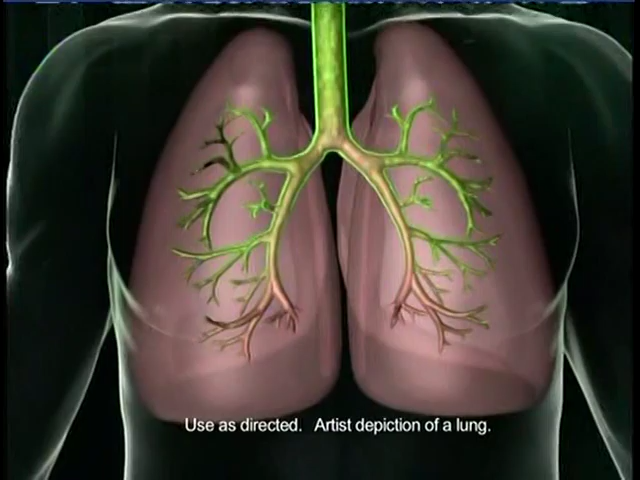 Use as directed. Artist depiction of a lung.